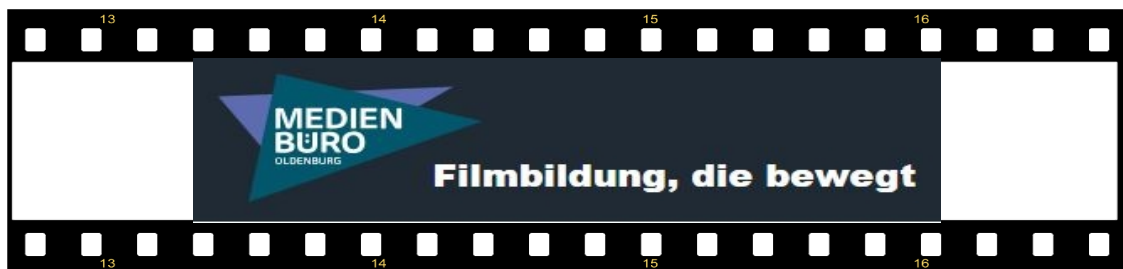 13 14 15 16
MEDIEN
BÜRO
OLDENBURG
Filmbildung, die bewegt
13 14 15 16